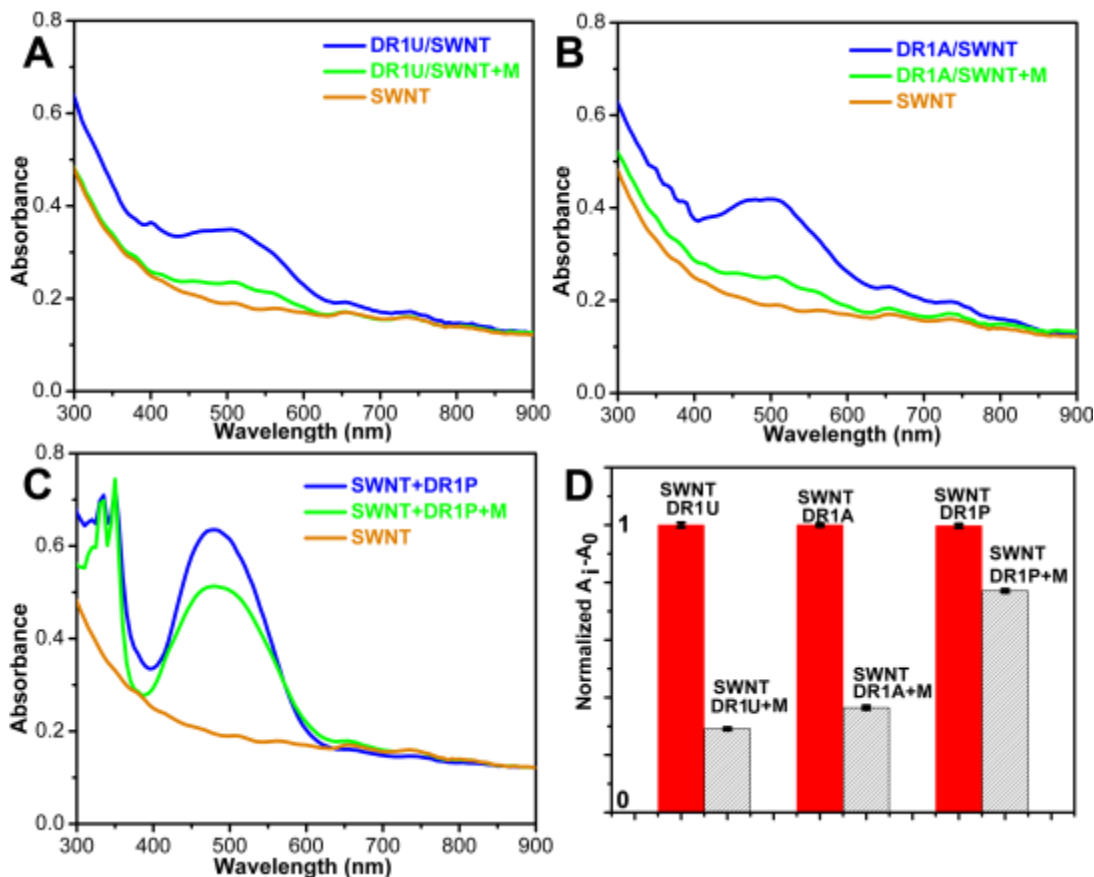 A
DR1U/SWNT
DR1U/SWNT+M
SWNT
0.8
0.6
0.4
0.2
0.0
Absorbance
300 400 500 600 700 800 900
Wavelength (nm)
B
DR1A/SWNT
DR1A/SWNT+M
SWNT
0.8
0.6
0.4
0.2
0.0
Absorbance
300 400 500 600 700 800 900
Wavelength (nm)
C
SWNT+DR1P
SWNT+DR1P+M
SWNT
0.8
0.6
0.4
0.2
0.0
Absorbance
300 400 500 600 700 800 900
Wavelength (nm)
D
Normalized Aᵢ-A₀
1
0
SWNT
DR1U
SWNT
DR1U+M
SWNT
DR1A
SWNT
DR1A+M
SWNT
DR1P
SWNT
DR1P+M